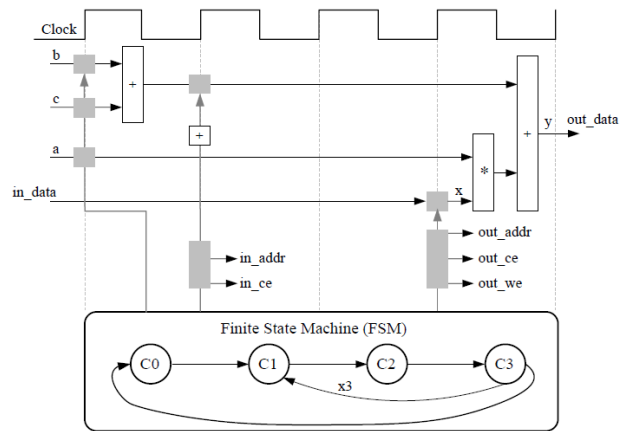 Clock
b
+
c
+
y
out_data
+
a
*
in_data
x
out_addr
in_addr
out_ce
in_ce
out_we
Finite State Machine (FSM)
C0
C1
C2
C3
x3